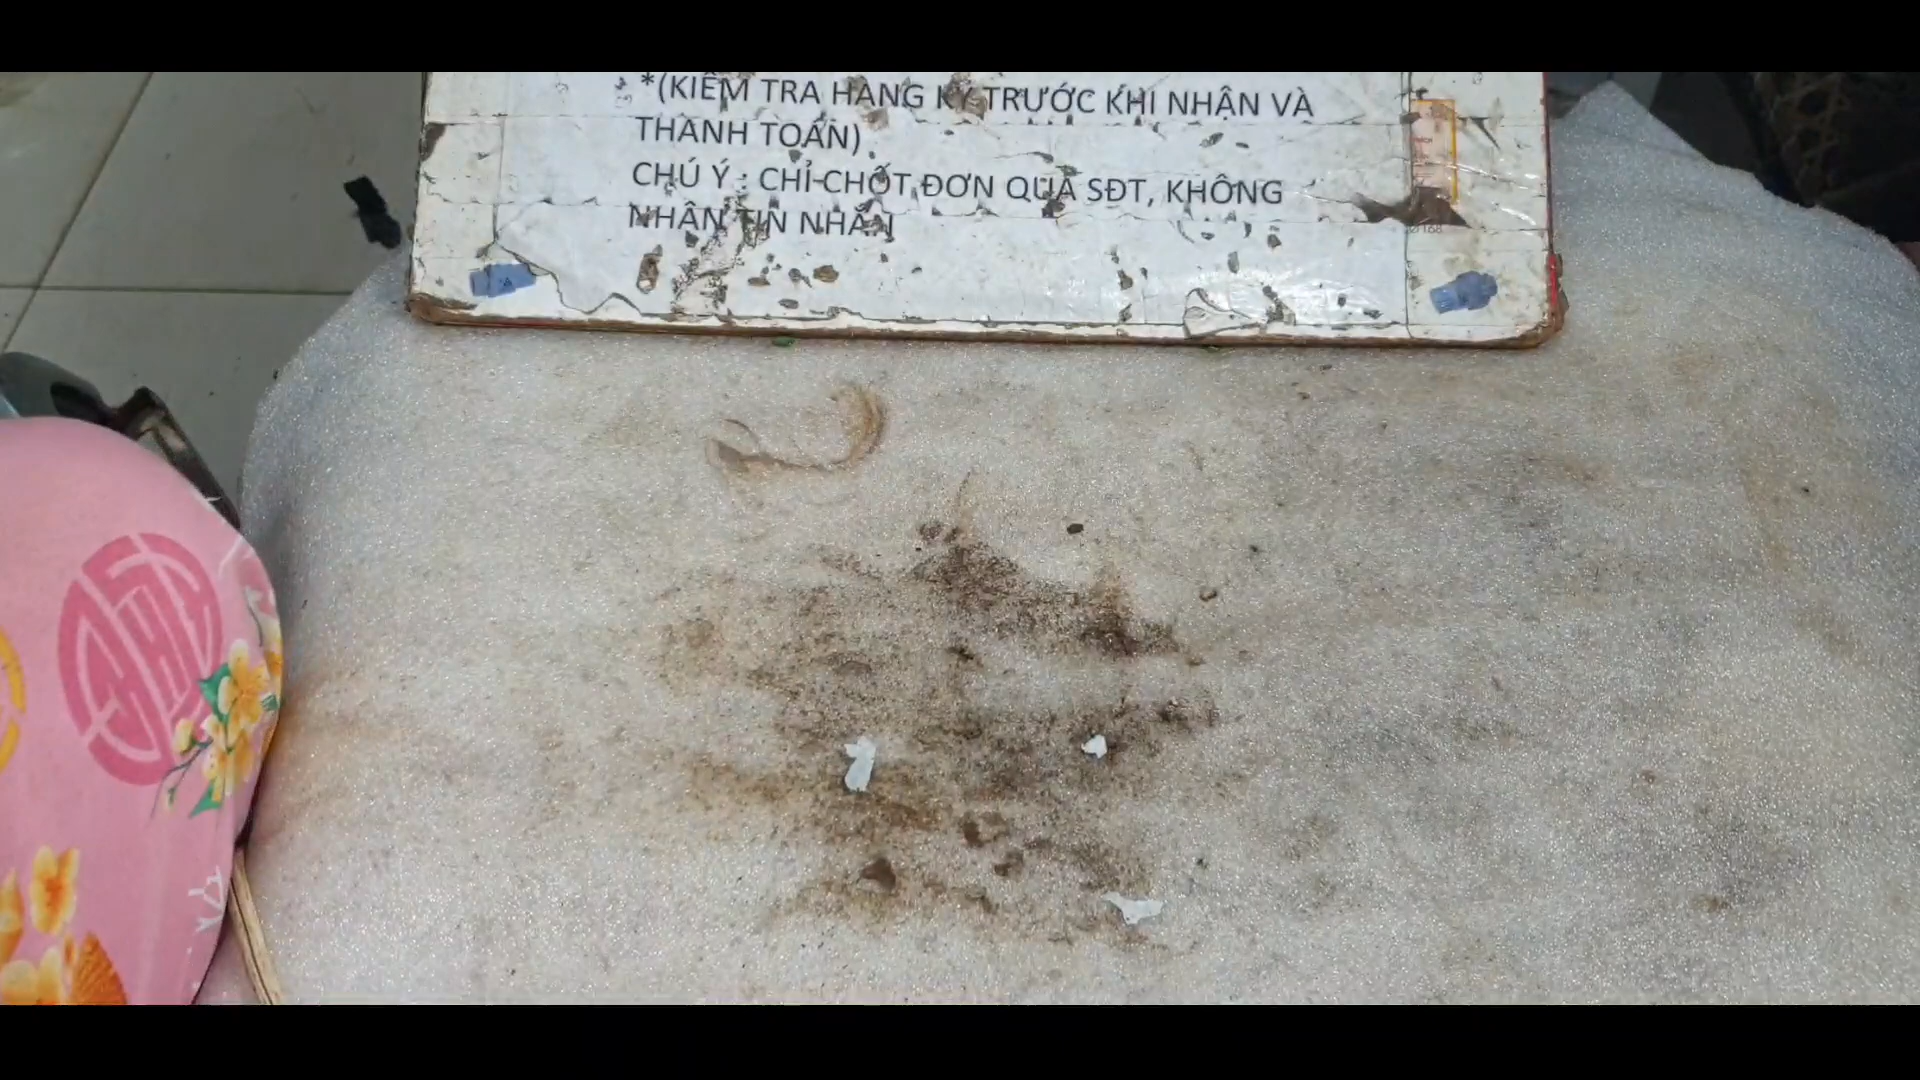 *(KIỂM TRA HÀNG KỸ TRƯỚC KHI NHẬN VÀ
THANH TOÁN)
CHÚ Ý : CHỈ CHỐT ĐƠN QUA SĐT, KHÔNG
NHẬN TIN NHẮN